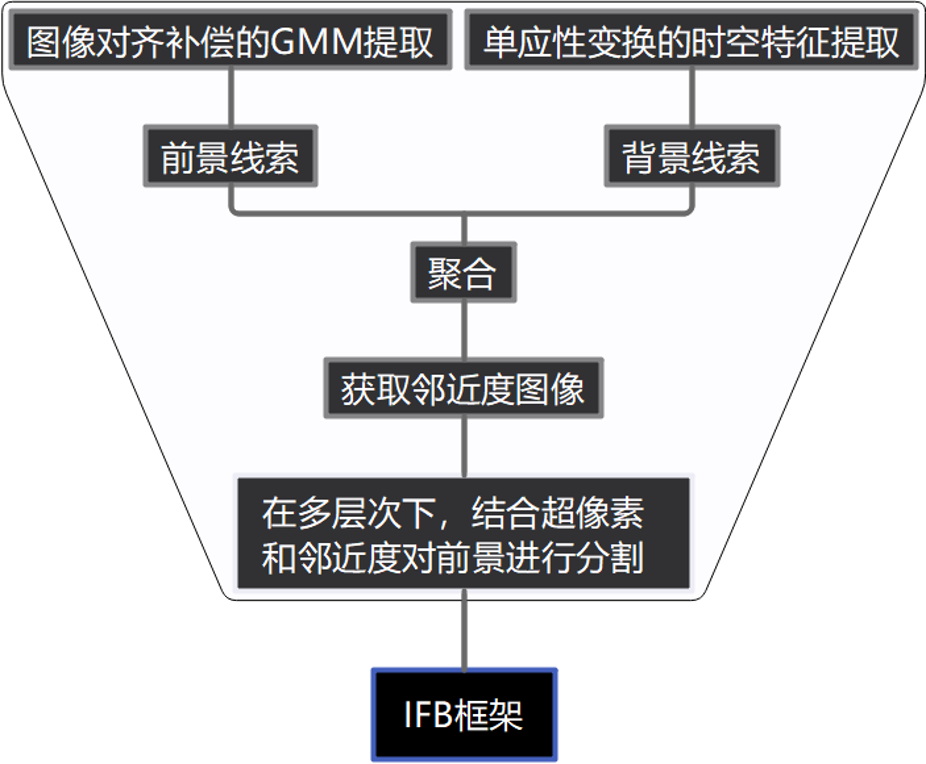 图像对齐补偿的GMM提取
单应性变换的时空特征提取
前景线索
背景线索
聚合
获取邻近度图像
在多层次下，结合超像素
和邻近度对前景进行分割
IFB框架